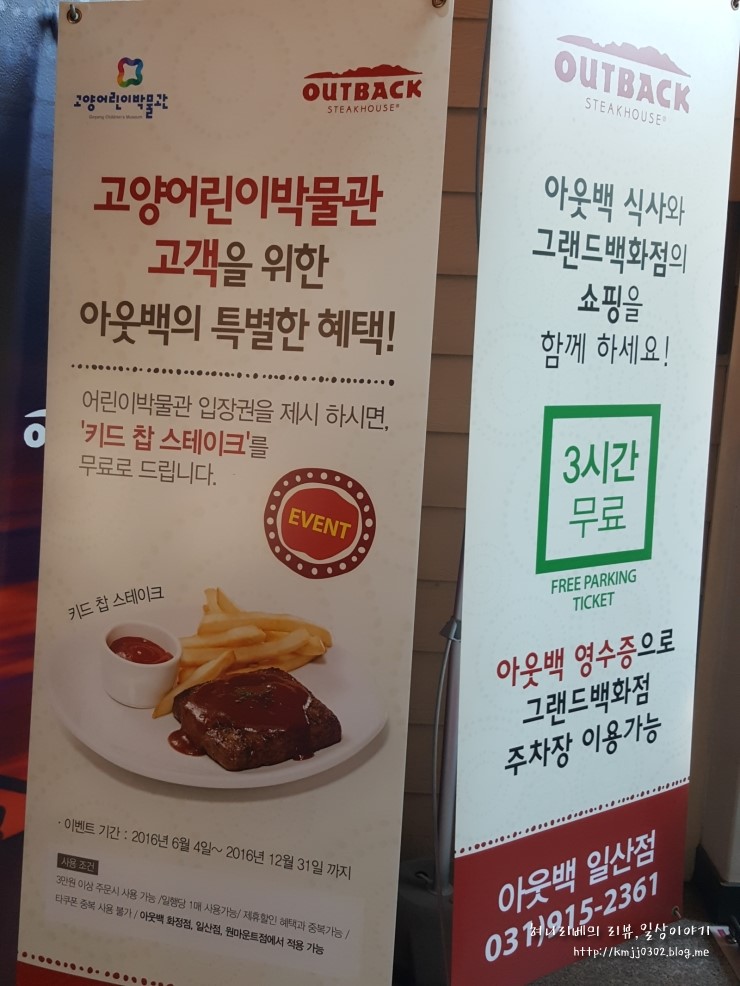 고양어린이박물관
Goyang Children's Museum
OUTBACK
STEAKHOUSE®
고양어린이박물관
고객을 위한
아웃백의 특별한 혜택!
어린이박물관 입장권을 제시 하시면,
'키드 찹 스테이크'를
무료로 드립니다.
EVENT
키드 찹 스테이크
· 이벤트 기간 : 2016년 6월 4일~ 2016년 12월 31일 까지
사용 조건
3만원 이상 주문시 사용 가능 /일행당 1매 사용가능/ 제휴할인 혜택과 중복가능 /
타쿠폰 중복 사용 불가 / 아웃백 화정점, 일산점, 원마운트점에서 적용 가능
OUTBACK
STEAKHOUSE®
아웃백 식사와
그랜드백화점의
쇼핑을
함께 하세요!
3시간
무료
FREE PARKING
TICKET
아웃백 영수증으로
그랜드백화점
주차장 이용가능
아웃백 일산점
031)915-2361
져니리베의 리뷰,일상이야기
http://kmjj0302.blog.me